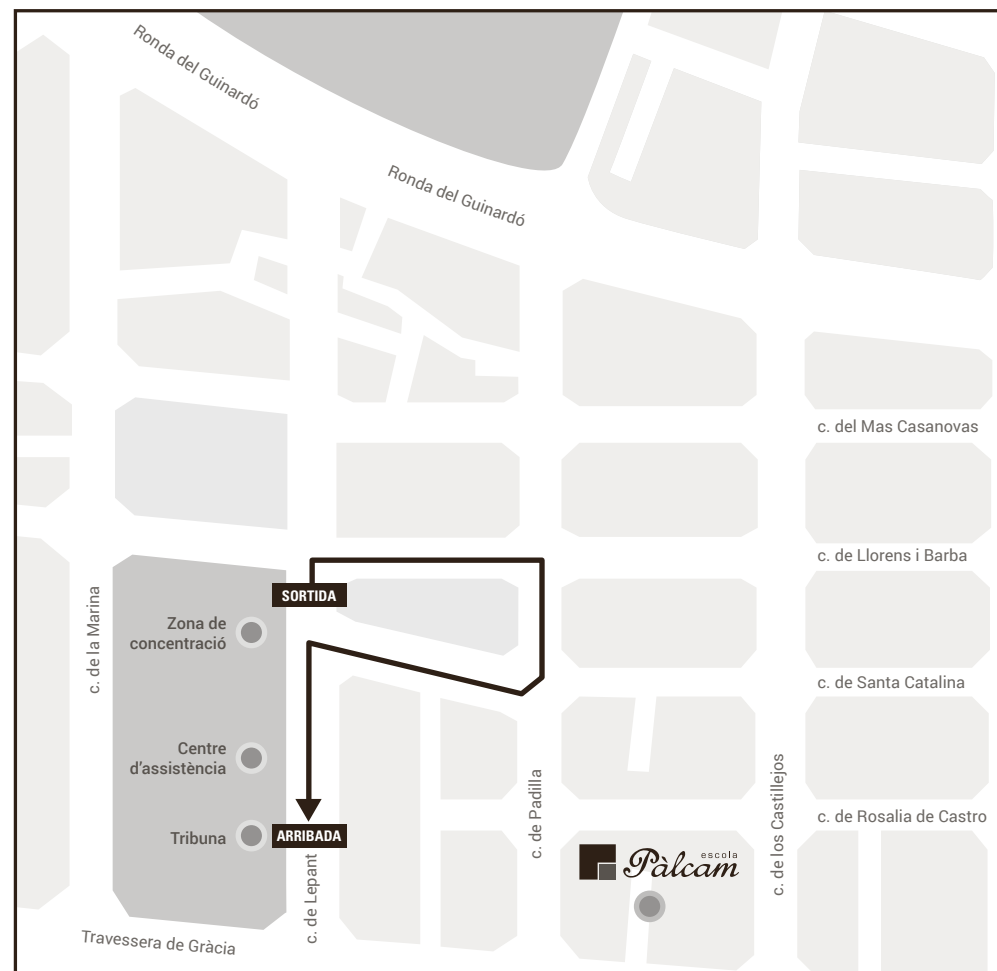 Ronda del Guinardó
Ronda del Guinardó
c. del Mas Casanovas
c. de Llorens i Barba
SORTIDA
c. de la Marina
Zona de
concentració
c. de Santa Catalina
Centre
d'assistència
c. de Padilla
c. de los Castillejos
c. de Rosalia de Castro
Tribuna
ARRIBADA
c. de Lepant
escola
Pàlcam
Travessera de Gràcia